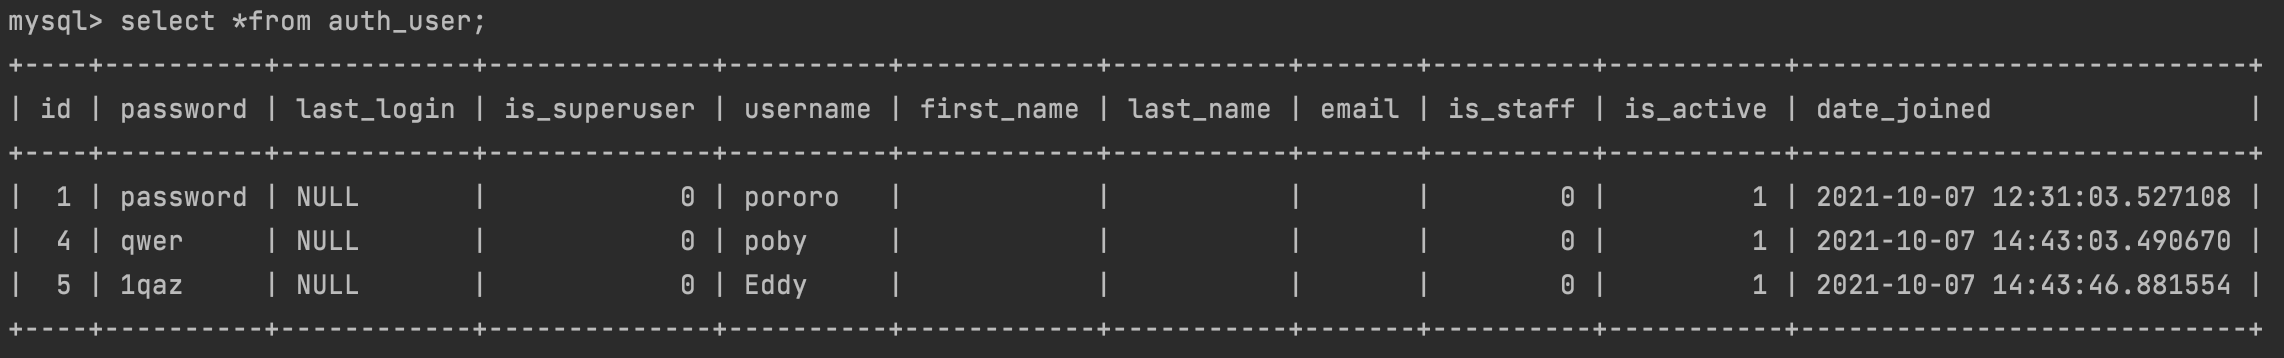 mysql> select *from auth_user;
+----+----------+------------+--------------+----------+------------+-----------+-------+----------+-----------+----------------------------+
| id | password | last_login | is_superuser | username | first_name | last_name | email | is_staff | is_active | date_joined                |
+----+----------+------------+--------------+----------+------------+-----------+-------+----------+-----------+----------------------------+
|  1 | password | NULL       |            0 | pororo   |            |           |       |        0 |         1 | 2021-10-07 12:31:03.527108 |
|  4 | qwer     | NULL       |            0 | poby     |            |           |       |        0 |         1 | 2021-10-07 14:43:03.490670 |
|  5 | 1qaz     | NULL       |            0 | Eddy     |            |           |       |        0 |         1 | 2021-10-07 14:43:46.881554 |
+----+----------+------------+--------------+----------+------------+-----------+-------+----------+-----------+----------------------------+